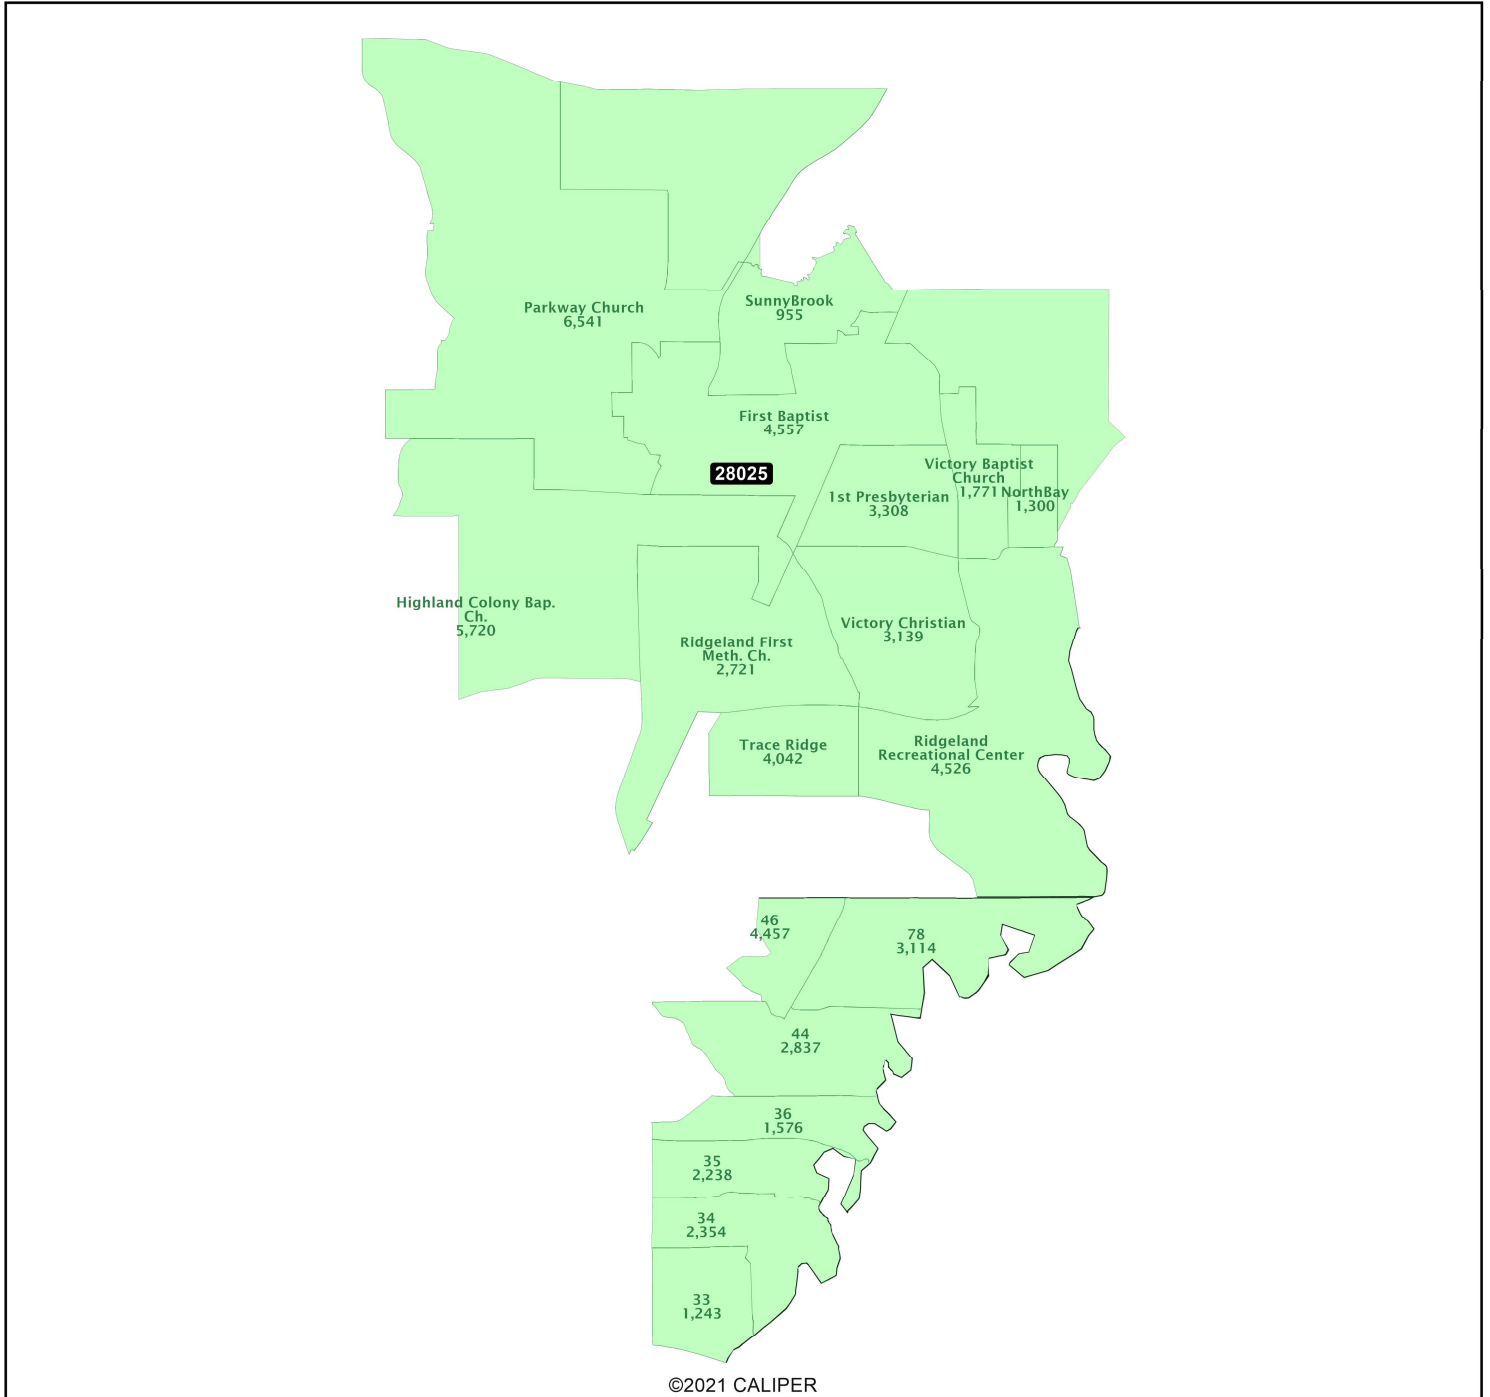 Parkway Church
6,541
SunnyBrook
955
First Baptist
4,557
28025
Victory Baptist
Church
1,771
NorthBay
1,300
1st Presbyterian
3,308
Highland Colony Bap.
Ch.
5,720
Ridgeland First
Meth. Ch.
2,721
Victory Christian
3,139
Trace Ridge
4,042
Ridgeland
Recreational Center
4,526
46
4,457
78
3,114
44
2,837
36
1,576
35
2,238
34
2,354
33
1,243
©2021 CALIPER